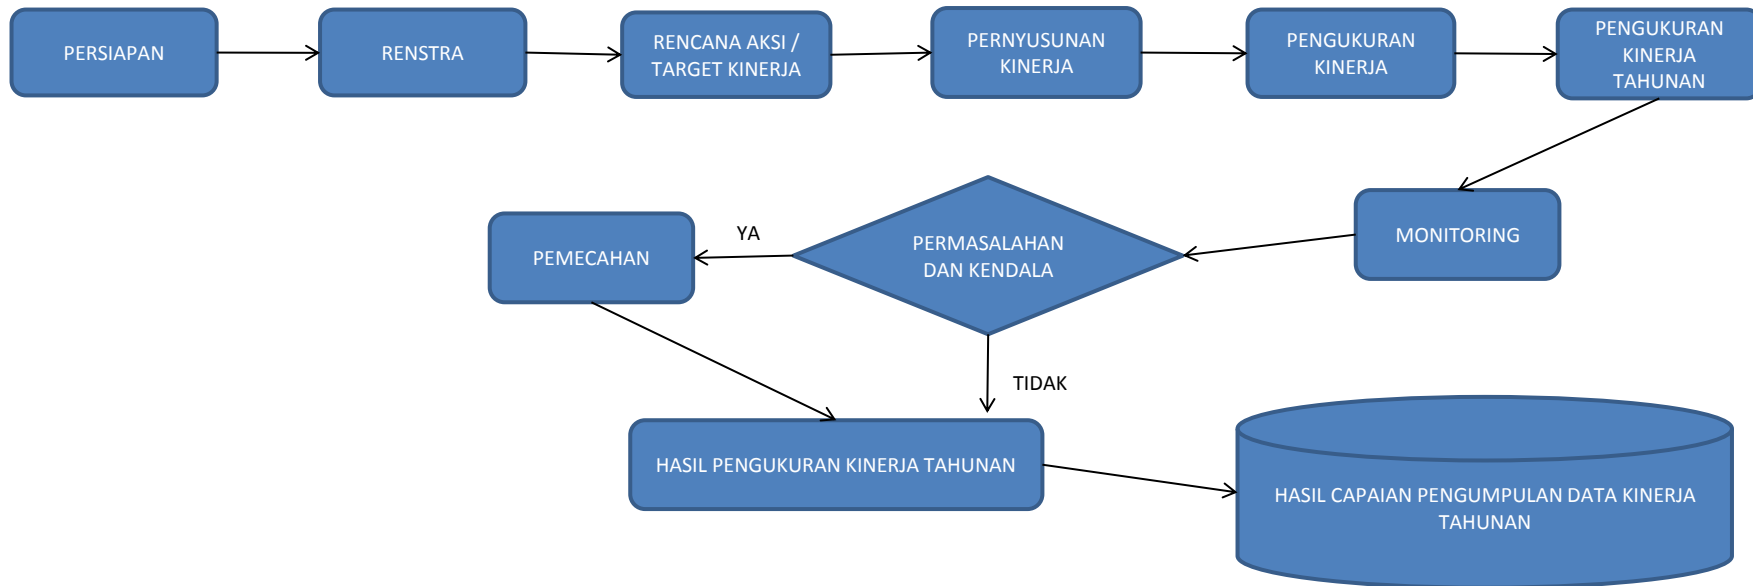 PERSIAPAN
RENSTRA
RENCANA AKSI /
TARGET KINERJA
PERNYUSUNAN
KINERJA
PENGUKURAN
KINERJA
PENGUKURAN
KINERJA
TAHUNAN
MONITORING
PERMASALAHAN
DAN KENDALA
YA
PEMECAHAN
TIDAK
HASIL PENGUKURAN KINERJA TAHUNAN
HASIL CAPAIAN PENGUMPULAN DATA KINERJA
TAHUNAN